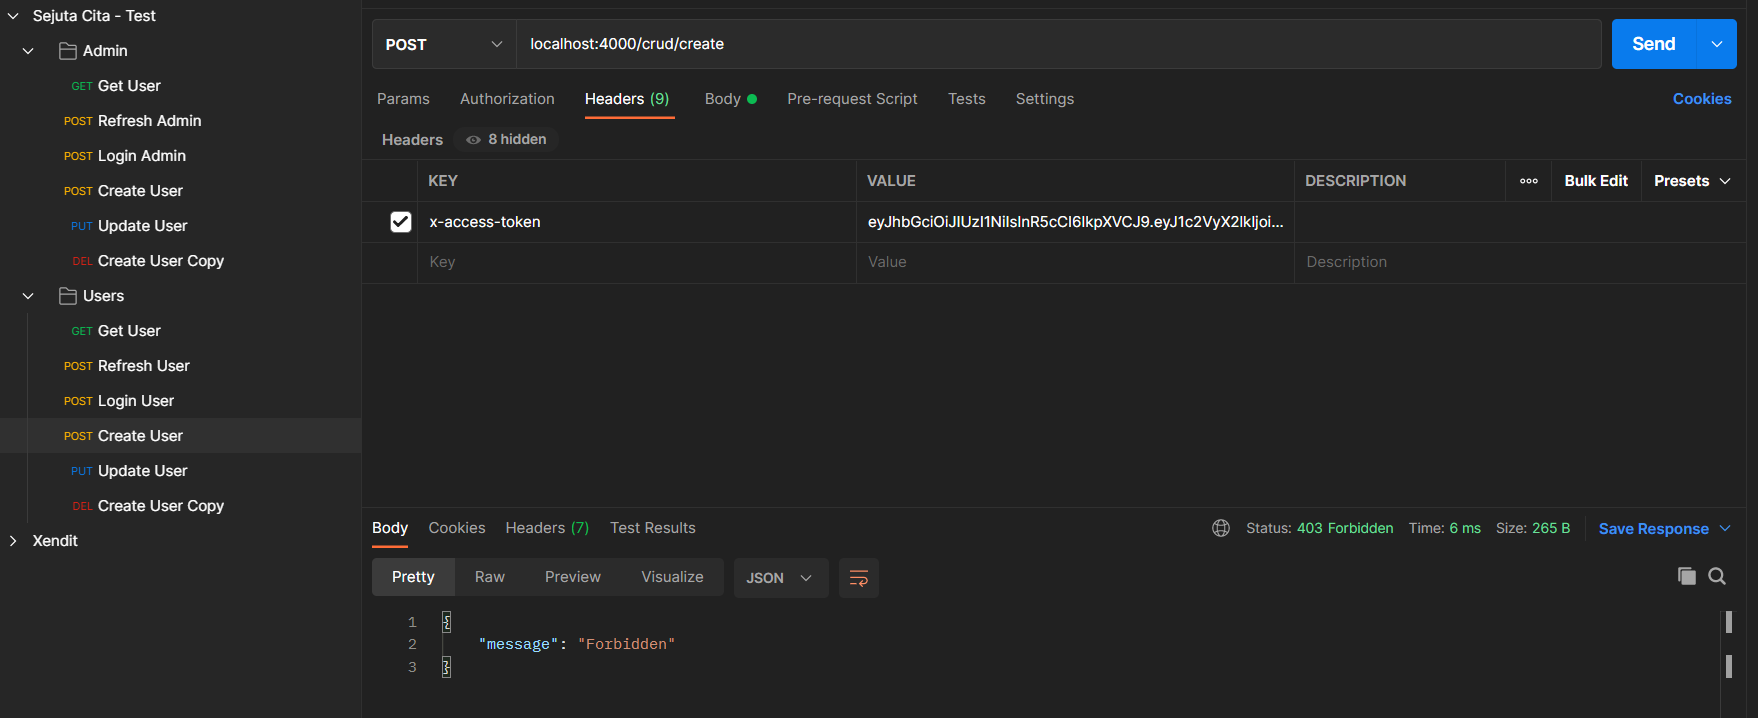 Sejuta Cita - Test
Admin
GET Get User
POST Refresh Admin
POST Login Admin
POST Create User
PUT Update User
DEL Create User Copy
Users
GET Get User
POST Refresh User
POST Login User
POST Create User
PUT Update User
DEL Create User Copy
Xendit
POST localhost:4000/crud/create Send
Params Authorization Headers (9) Body Pre-request Script Tests Settings Cookies
Headers 8 hidden
KEY VALUE DESCRIPTION ooo Bulk Edit Presets
x-access-token eyJhbGciOiJIUzI1NiIsInR5cCI6IkpXVCJ9.eyJ1c2VyX2lkIjoi...
Key Value Description
Body Cookies Headers (7) Test Results Status: 403 Forbidden Time: 6 ms Size: 265 B Save Response
Pretty Raw Preview Visualize JSON
1 {
2 "message": "Forbidden"
3 }